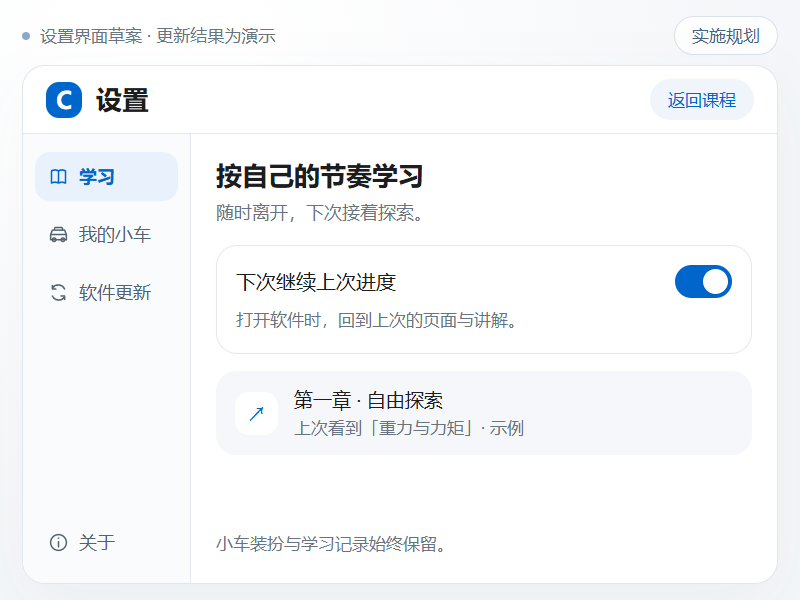 设置界面草案 · 更新结果为演示
实施规划
C 设置
返回课程
学习
我的小车
软件更新
关于
按自己的节奏学习
随时离开，下次接着探索。
下次继续上次进度
打开软件时，回到上次的页面与讲解。
第一章 · 自由探索
上次看到「重力与力矩」· 示例
小车装扮与学习记录始终保留。